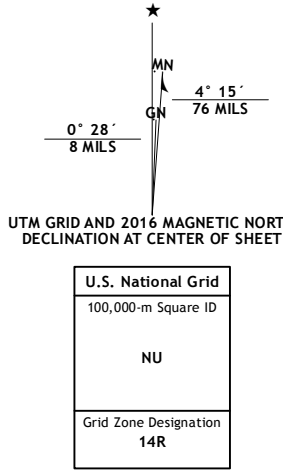 ★
MN
4° 15´
76 MILS
GN
0° 28´
8 MILS
UTM GRID AND 2016 MAGNETIC NORT
DECLINATION AT CENTER OF SHEET
U.S. National Grid
100,000-m Square ID
NU
Grid Zone Designation
14R